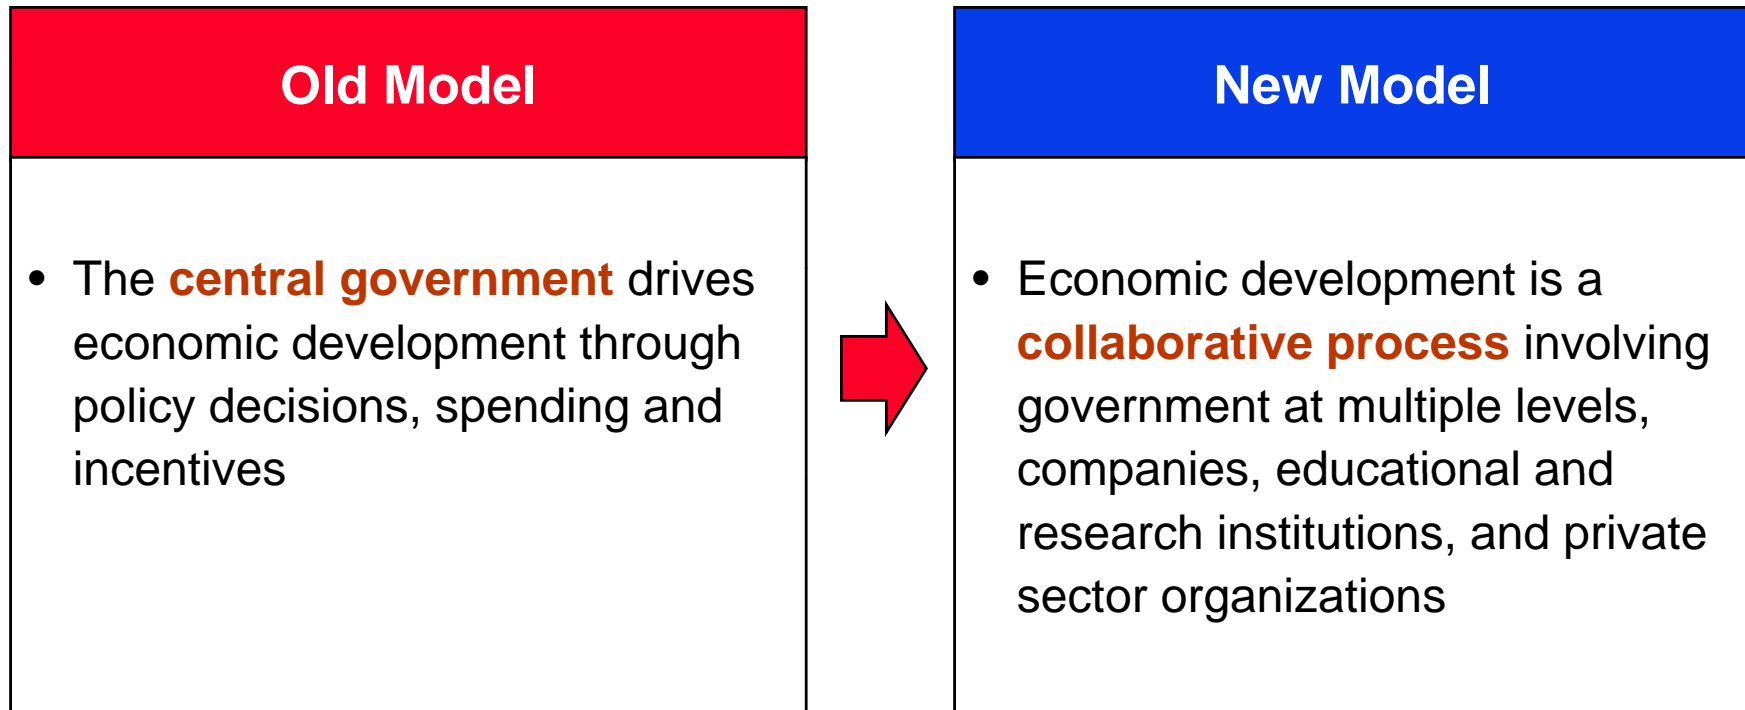 Old Model
• The central government drives
economic development through
policy decisions, spending and
incentives
New Model
• Economic development is a
collaborative process involving
government at multiple levels,
companies, educational and
research institutions, and private
sector organizations